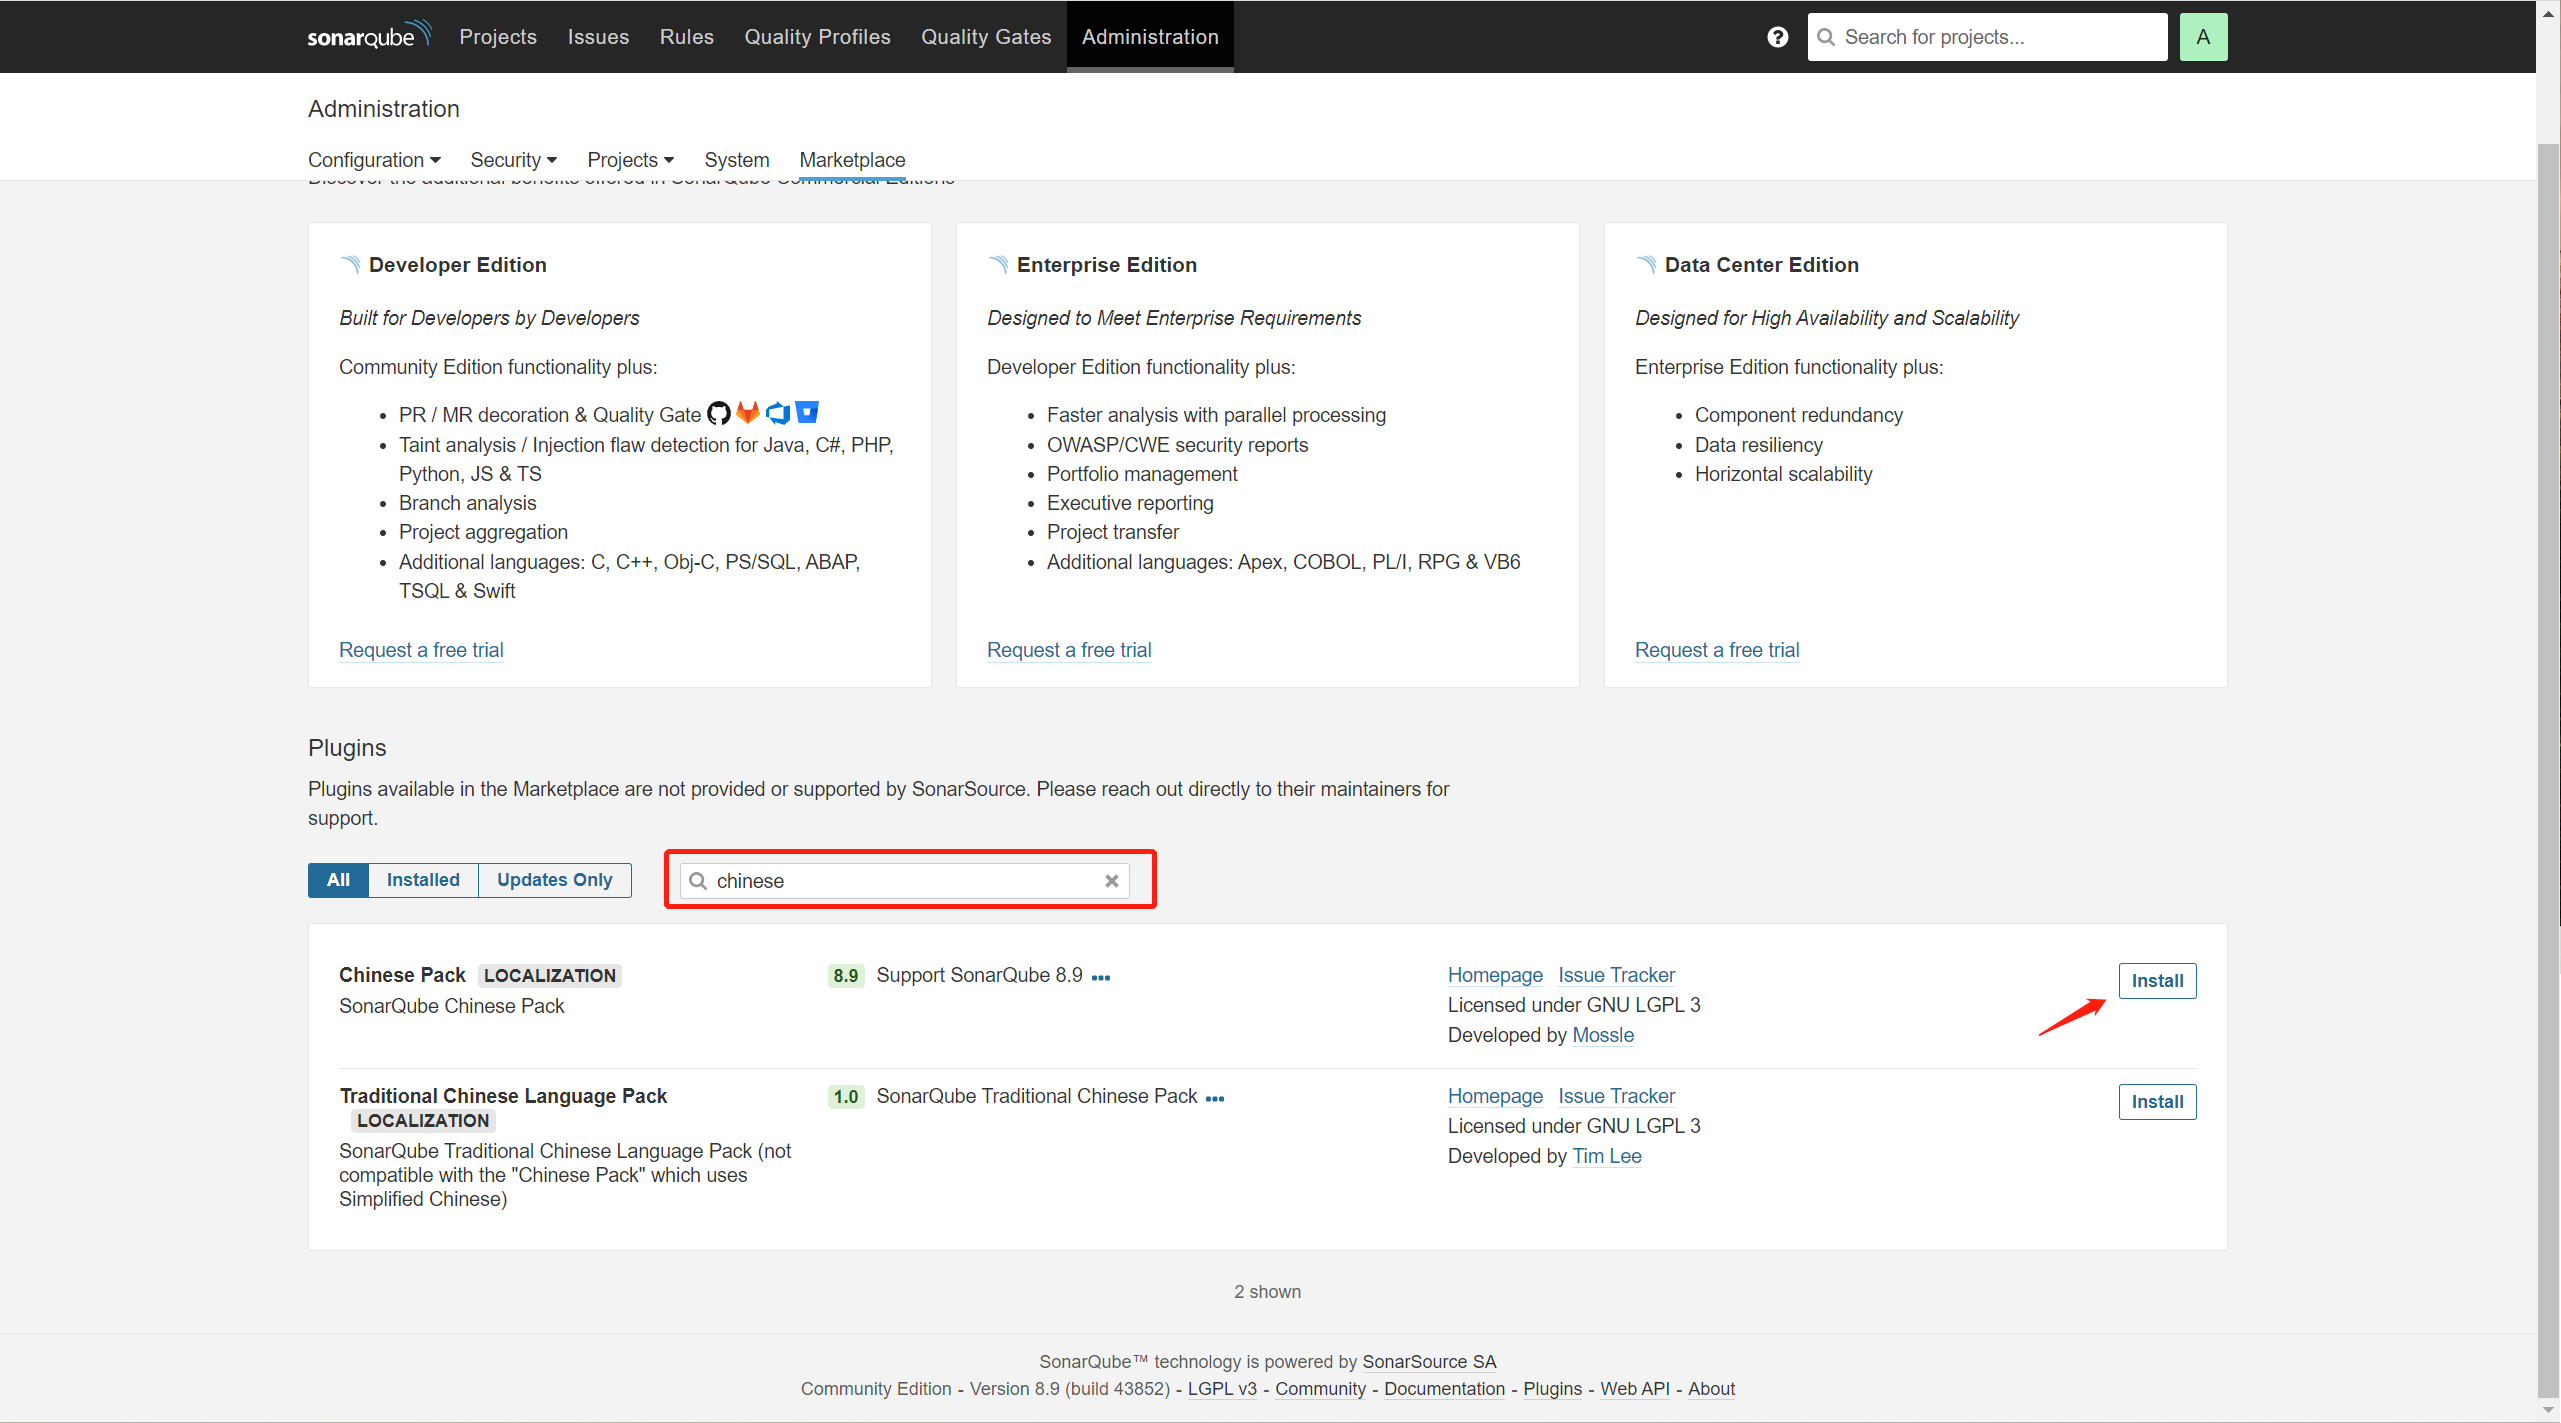 sonarqube Projects Issues Rules Quality Profiles Quality Gates Administration ? Search for projects... A
Administration
Configuration Security Projects System Marketplace
Discover the additional benefits offered in SonarQube Commercial Editions
Developer Edition
Built for Developers by Developers
Community Edition functionality plus:
• PR / MR decoration & Quality Gate
• Taint analysis / Injection flaw detection for Java, C#, PHP,
Python, JS & TS
• Branch analysis
• Project aggregation
• Additional languages: C, C++, Obj-C, PS/SQL, ABAP,
TSQL & Swift
Request a free trial
Enterprise Edition
Designed to Meet Enterprise Requirements
Developer Edition functionality plus:
• Faster analysis with parallel processing
• OWASP/CWE security reports
• Portfolio management
• Executive reporting
• Project transfer
• Additional languages: Apex, COBOL, PL/I, RPG & VB6
Request a free trial
Data Center Edition
Designed for High Availability and Scalability
Enterprise Edition functionality plus:
• Component redundancy
• Data resiliency
• Horizontal scalability
Request a free trial
Plugins
Plugins available in the Marketplace are not provided or supported by SonarSource. Please reach out directly to their maintainers for
support.
All Installed Updates Only chinese
Chinese Pack LOCALIZATION
SonarQube Chinese Pack
8.9 Support SonarQube 8.9
Homepage Issue Tracker
Licensed under GNU LGPL 3
Developed by Mossle
Install
Traditional Chinese Language Pack
LOCALIZATION
SonarQube Traditional Chinese Language Pack (not
compatible with the "Chinese Pack" which uses
Simplified Chinese)
1.0 SonarQube Traditional Chinese Pack
Homepage Issue Tracker
Licensed under GNU LGPL 3
Developed by Tim Lee
Install
2 shown
SonarQube™ technology is powered by SonarSource SA
Community Edition - Version 8.9 (build 43852) - LGPL v3 - Community - Documentation - Plugins - Web API - About